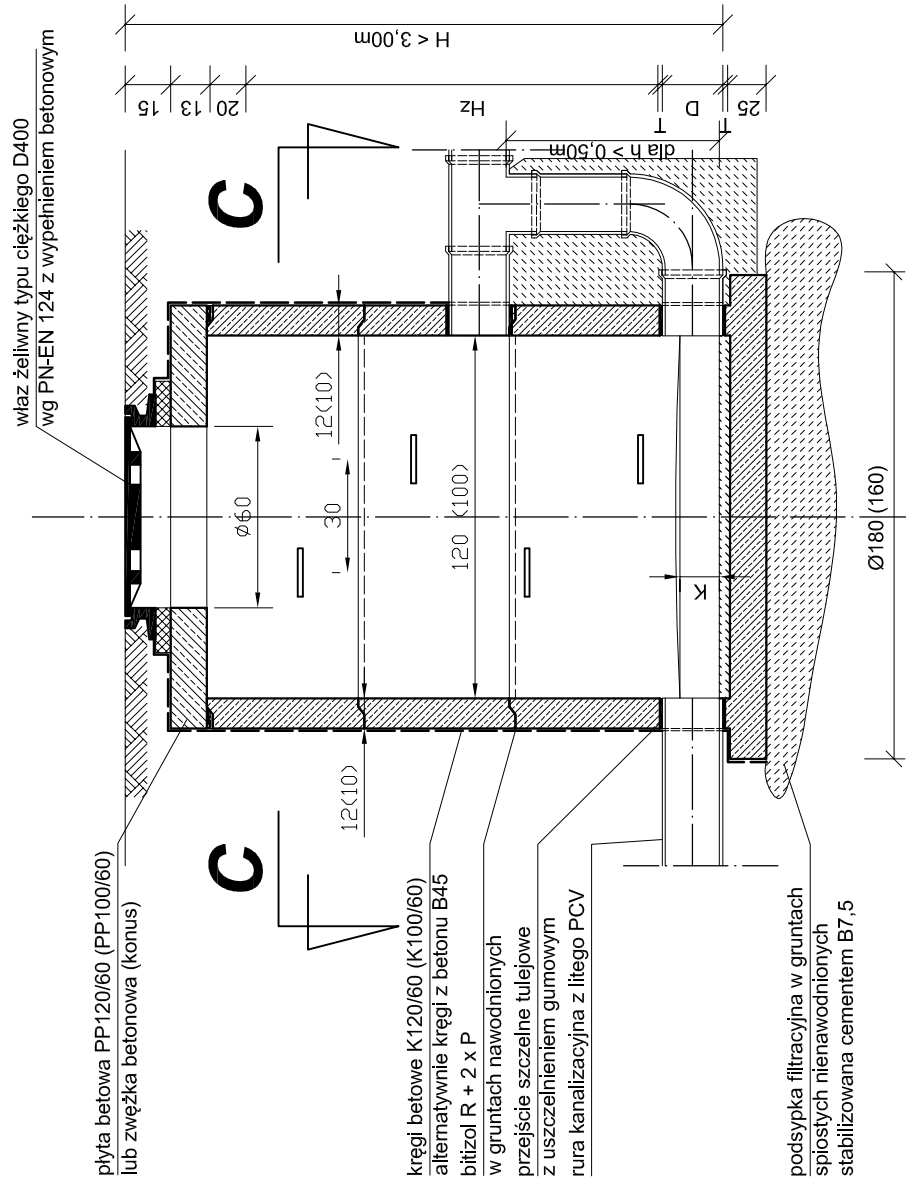 właz żeliwny typu ciężkiego D400
wg PN-EN 124 z wypełnieniem betonowym
płyta betowa PP120/60 (PP100/60)
lub zwężka betonowa (konus)
kręgi betowe K120/60 (K100/60)
alternatywnie kręgi z betonu B45
bitizol R + 2 x P
w gruntach nawodnionych
przejście szczelne tulejowe
z uszczelnieniem gumowym
rura kanalizacyjna z litego PCV
podsypka filtracyjna w gruntach
spiostych nienawodnionych
stabilizowana cementem B7,5
C
C
Ø60
30
12(10)
12(10)
120 (100)
K
Ø180 (160)
15
13
20
Hz
T
D
T
25
H < 3,00m
dla h > 0,50m